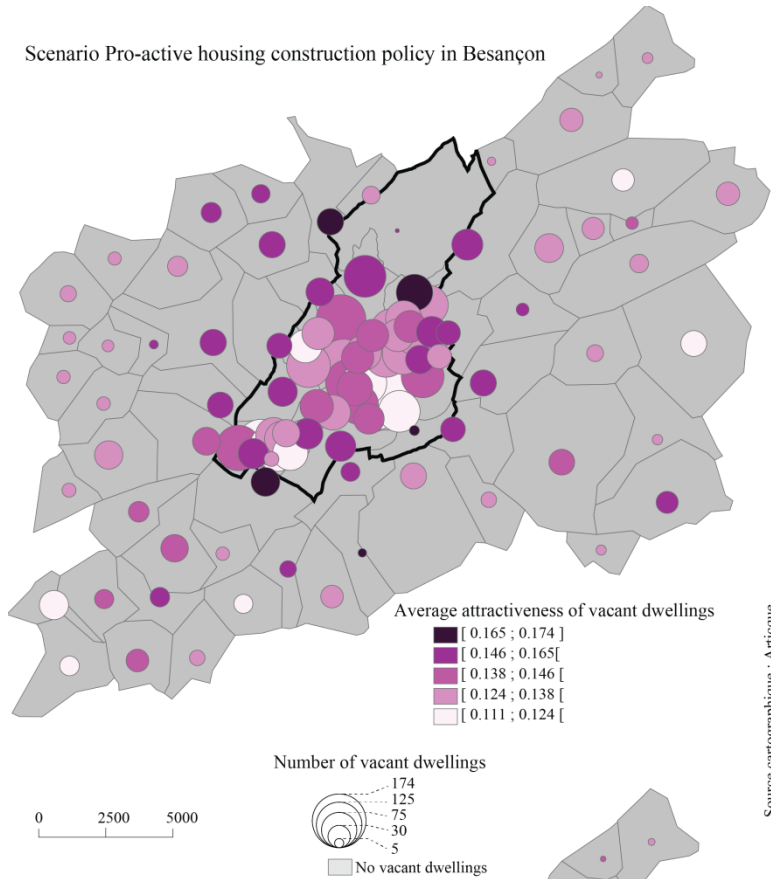 Scenario Pro-active housing construction policy in Besançon
Average attractiveness of vacant dwellings
[ 0.165 ; 0.174 ]
[ 0.146 ; 0.165[
[ 0.138 ; 0.146 [
[ 0.124 ; 0.138 [
[ 0.111 ; 0.124 [
Number of vacant dwellings
174
125
75
30
5
No vacant dwellings
0 2500 5000
Source cartographique : Articque